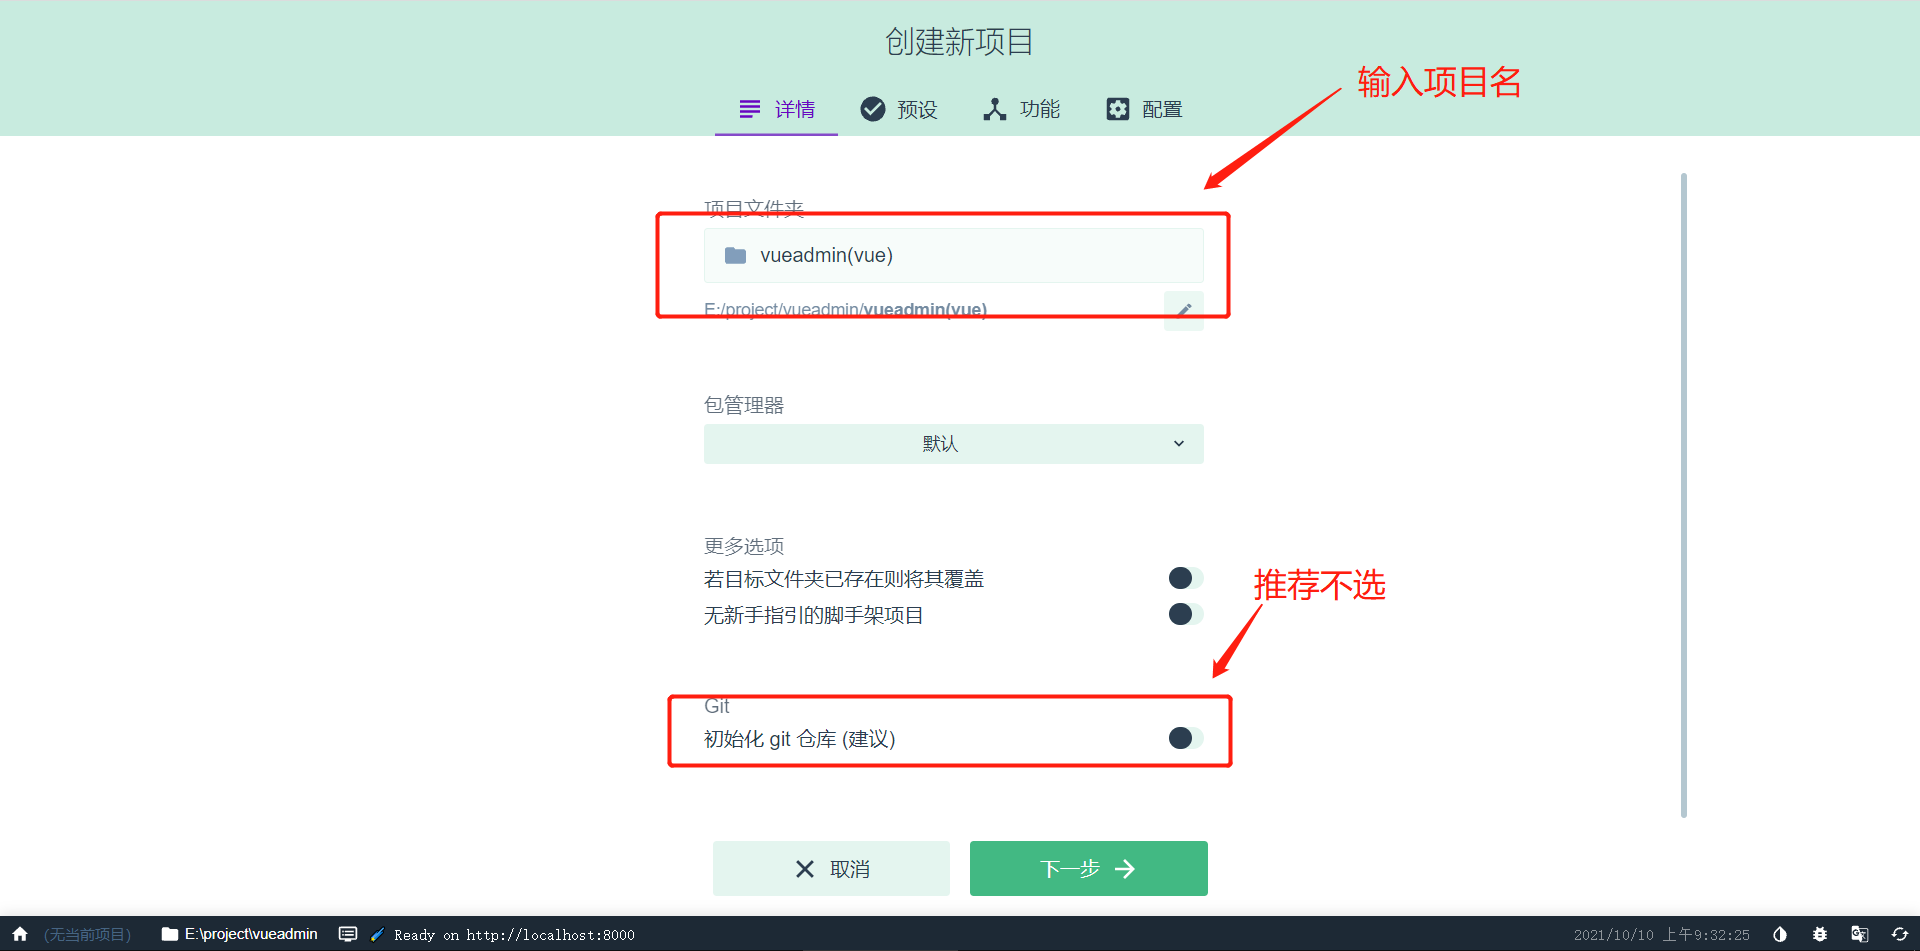 创建新项目
输入项目名
详情 预设 功能 配置
项目文件夹
vueadmin(vue)
E:/project/vueadmin/vueadmin(vue)
包管理器
默认
更多选项
若目标文件夹已存在则将其覆盖
无新手指引的脚手架项目
推荐不选
Git
初始化 git 仓库 (建议)
取消 下一步
(无当前项目) E:\project\vueadmin Ready on http://localhost:8000 2021/10/10 上午9:32:25